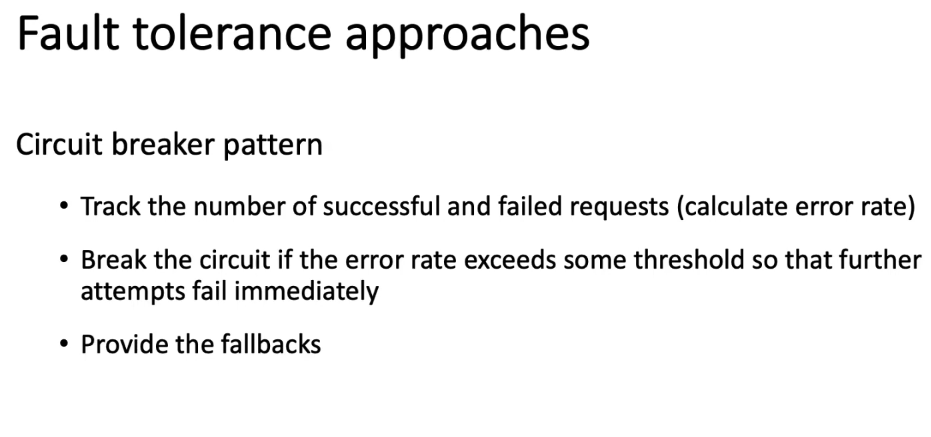 Fault tolerance approaches
Circuit breaker pattern
• Track the number of successful and failed requests (calculate error rate)
• Break the circuit if the error rate exceeds some threshold so that further
attempts fail immediately
• Provide the fallbacks